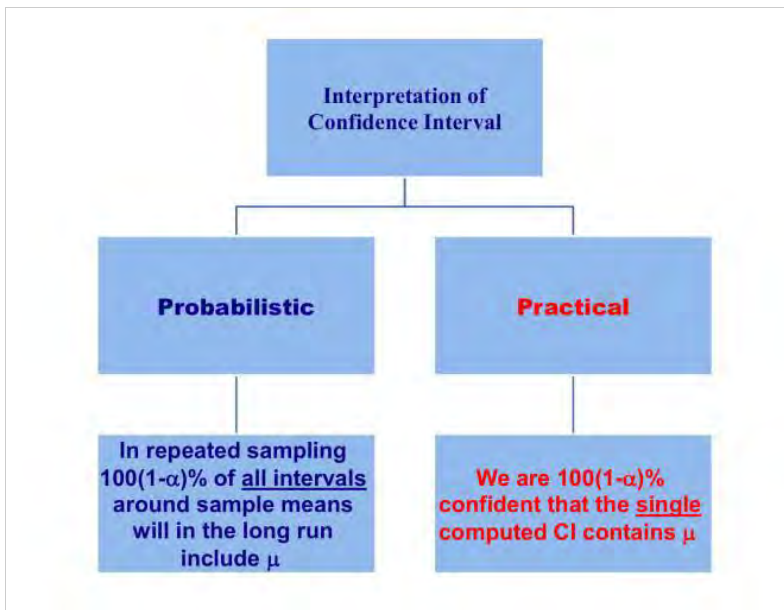 Interpretation of
Confidence Interval
Probabilistic
Practical
In repeated sampling
100(1-α)% of all intervals
around sample means
will in the long run
include μ
We are 100(1-α)%
confident that the single
computed CI contains μ